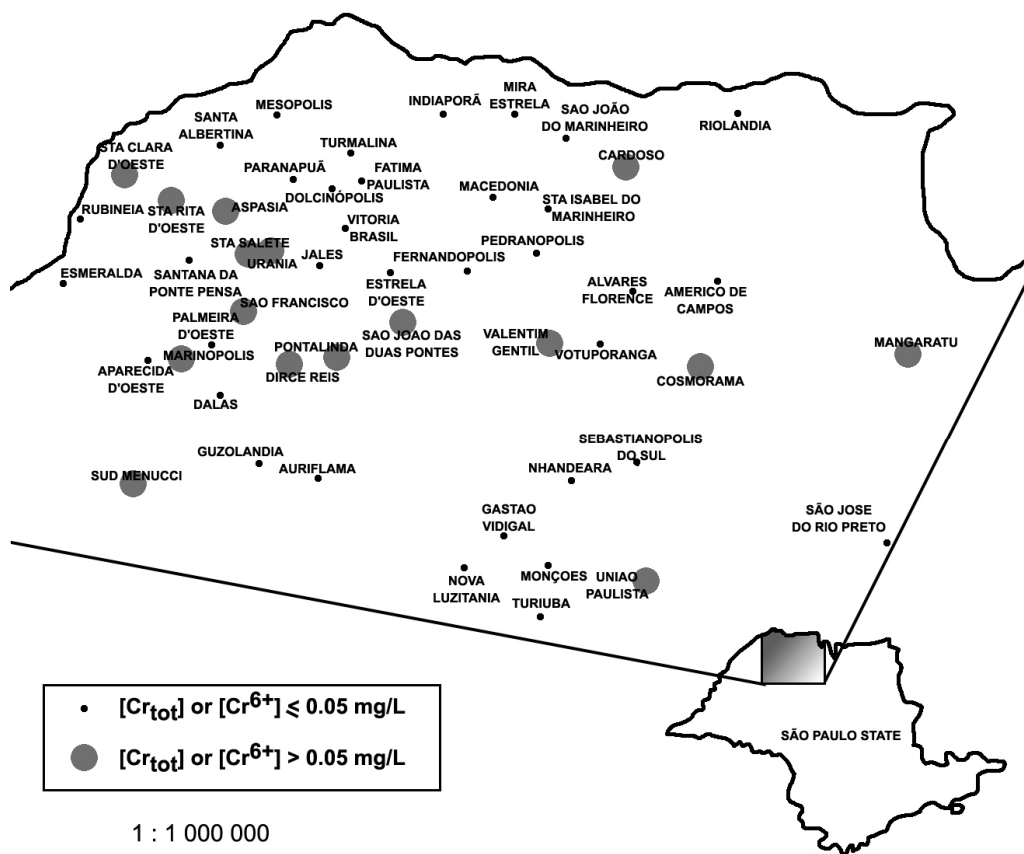 MESOPOLIS
INDIAPORÃ
MIRA
ESTRELA
SANTA
ALBERTINA
SAO JOÃO
DO MARINHEIRO
RIOLANDIA
STA CLARA
D'OESTE
TURMALINA
CARDOSO
PARANAPUÃ
FATIMA
PAULISTA
DOLCINÓPOLIS
MACEDONIA
STA ISABEL DO
MARINHEIRO
RUBINEIA
STA RITA
D'OESTE
ASPASIA
VITORIA
BRASIL
STA SALETE
URANIA
JALES
PEDRANOPOLIS
FERNANDOPOLIS
ESMERALDA
SANTANA DA
PONTE PENSA
ESTRELA
D'OESTE
ALVARES
FLORENCE
AMERICO DE
CAMPOS
SAO FRANCISCO
PALMEIRA
D'OESTE
MARINOPOLIS
PONTALINDA
SAO JOAO DAS
DUAS PONTES
VALENTIM
GENTIL
VOTUPORANGA
MANGARATU
APARECIDA
D'OESTE
DIRCE REIS
COSMORAMA
DALAS
GUZOLANDIA
AURIFLAMA
SEBASTIANOPOLIS
DO SUL
NHANDEARA
SUD MENUCCI
GASTAO
VIDIGAL
SÃO JOSE
DO RIO PRETO
NOVA
LUZITANIA
MONÇOES
UNIAO
PAULISTA
TURIUBA
[Crtot] or [Cr6+] ⩽ 0.05 mg/L
[Crtot] or [Cr6+] > 0.05 mg/L
SÃO PAULO STATE
1 : 1 000 000